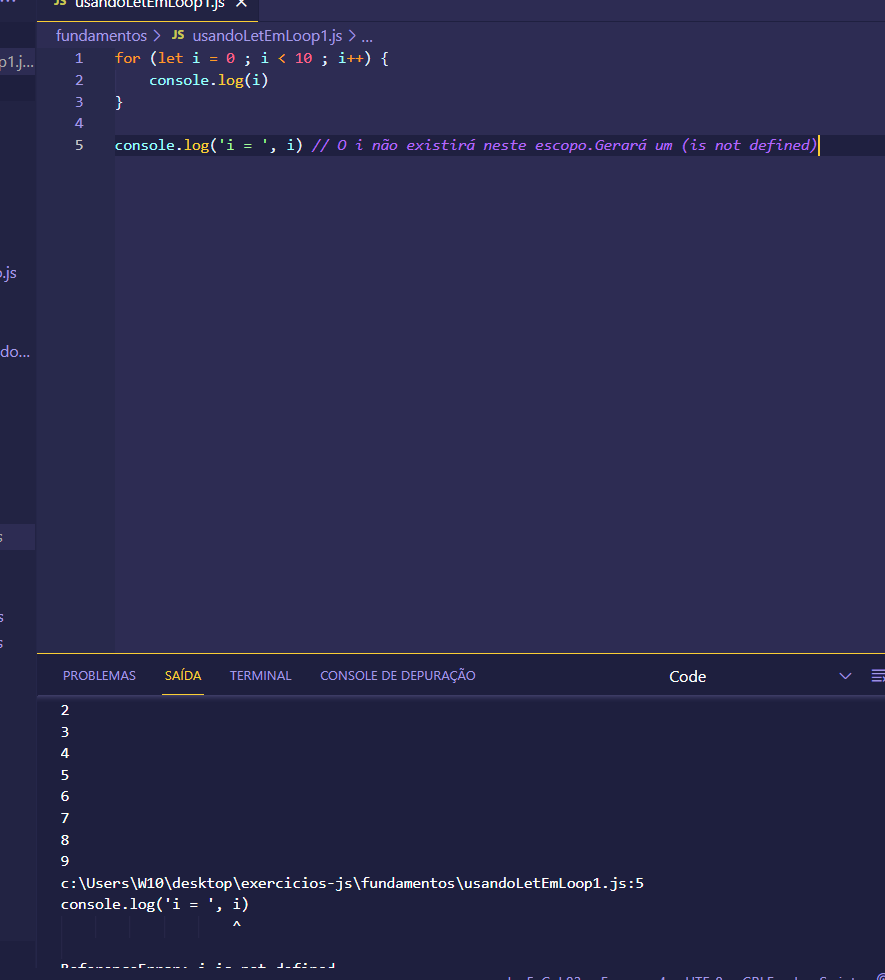 JS usandoLetEmLoop1.js ×
fundamentos > JS usandoLetEmLoop1.js > ...
p1.j...
1 for (let i = 0 ; i < 10 ; i++) {
2 console.log(i)
3 }
4
5 console.log('i = ', i) // O i não existirá neste escopo.Gerará um (is not defined)
.js
do...
s
s
s
PROBLEMAS SAÍDA TERMINAL CONSOLE DE DEPURAÇÃO Code
2
3
4
5
6
7
8
9
c:\Users\W10\desktop\exercicios-js\fundamentos\usandoLetEmLoop1.js:5
console.log('i = ', i)
^
ReferenceError: i is not defined